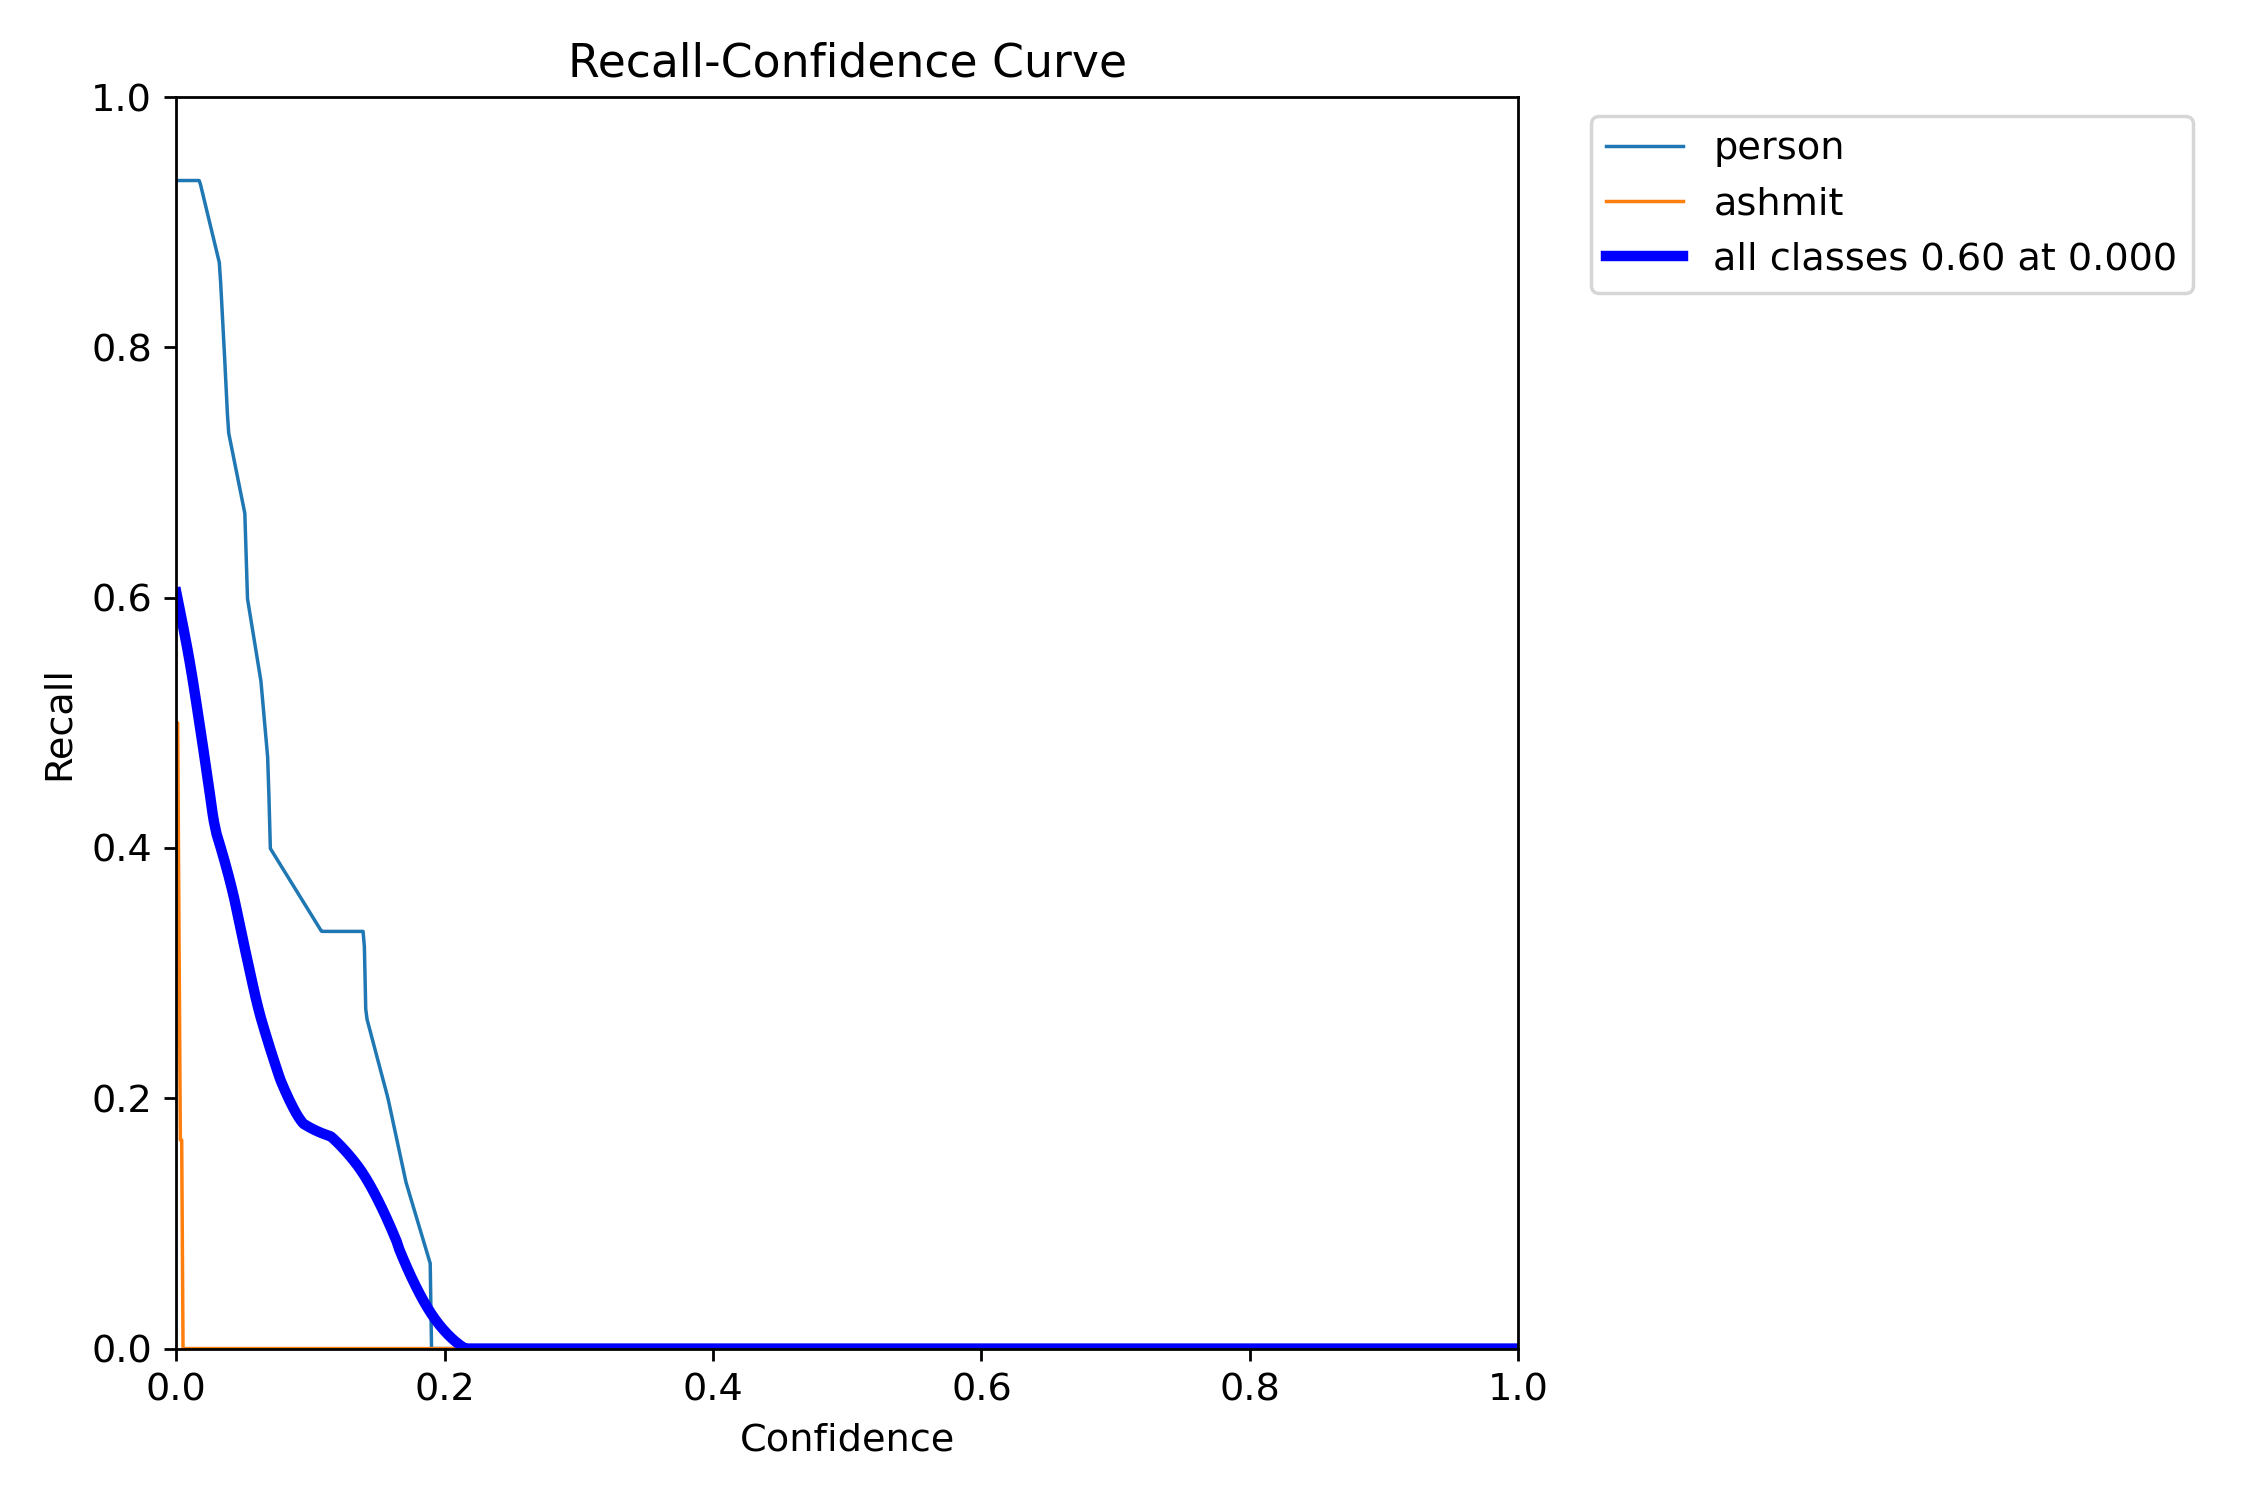 Recall-Confidence Curve
1.0
0.8
0.6
0.4
0.2
0.0
Recall
0.0 0.2 0.4 0.6 0.8 1.0
Confidence
person
ashmit
all classes 0.60 at 0.000